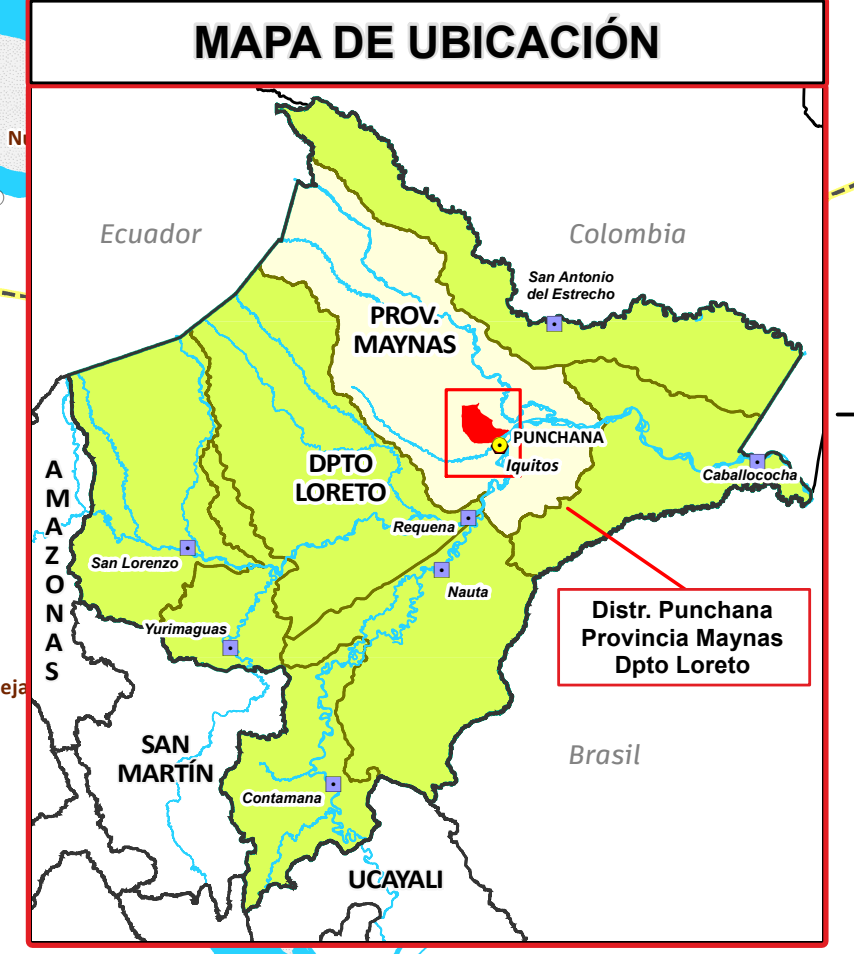 MAPA DE UBICACIÓN
Ecuador
Colombia
San Antonio
del Estrecho
PROV.
MAYNAS
PUNCHANA
Iquitos
DPTO
LORETO
Caballococha
Requena
AMAZONAS
San Lorenzo
Nauta
Distr. Punchana
Provincia Maynas
Dpto Loreto
Yurimaguas
SAN
MARTÍN
Brasil
Contamana
UCAYALI